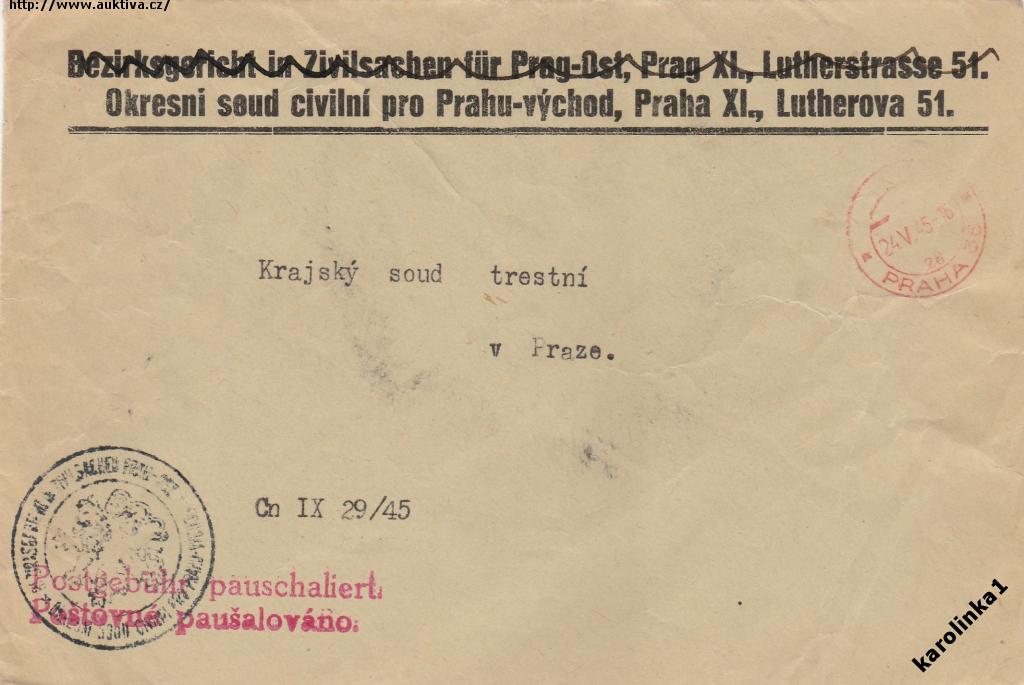 http://www.auktiva.cz/
Bezirksgericht in Zivilsachen für Prag-Ost, Prag XI., Lutherstrasse 51.
Okresní soud civilní pro Prahu-východ, Praha XI., Lutherova 51.
24.V.45-16
PRAHA
Krajský soud trestní
v Praze.
Cn IX 29/45
Postgebühr pauschaliert.
Poštovné paušalováno.
karolinka1